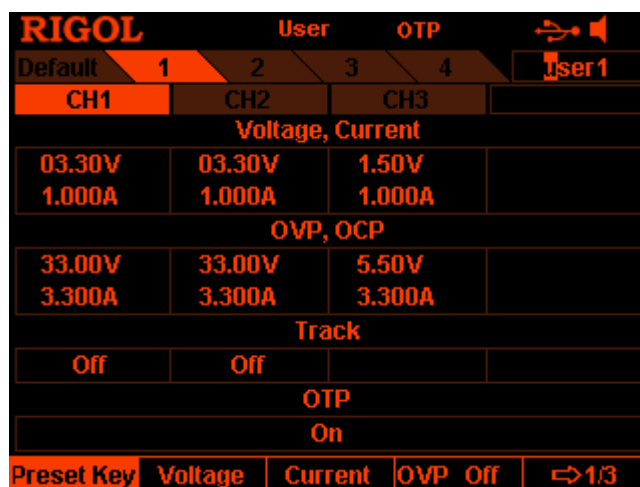 RIGOL User OTP
Default 1 2 3 4 User1
CH1 CH2 CH3
Voltage, Current
03.30V 03.30V 1.50V
1.000A 1.000A 1.000A
OVP, OCP
33.00V 33.00V 5.50V
3.300A 3.300A 3.300A
Track
Off Off
OTP
On
Preset Key Voltage Current OVP Off ⇨1/3